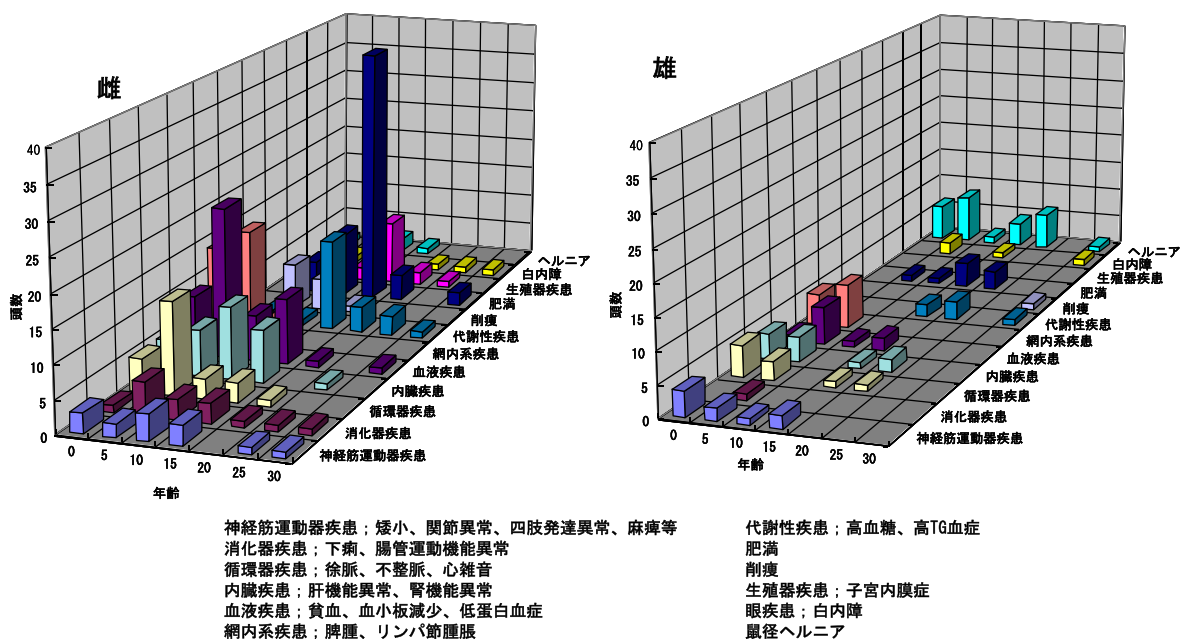 雌
40
35
30
25
20
15
10
5
0
頭数
0
5
10
15
20
25
30
年齢
ヘルニア
白内障
生殖器疾患
肥満
削痩
代謝性疾患
網内系疾患
血液疾患
内臓疾患
循環器疾患
消化器疾患
神経筋運動器疾患
雄
40
35
30
25
20
15
10
5
0
頭数
0
5
10
15
20
25
30
年齢
ヘルニア
白内障
生殖器疾患
肥満
削痩
代謝性疾患
網内系疾患
血液疾患
内臓疾患
循環器疾患
消化器疾患
神経筋運動器疾患
神経筋運動器疾患；矮小、関節異常、四肢発達異常、麻痺等
消化器疾患；下痢、腸管運動機能異常
循環器疾患；徐脈、不整脈、心雑音
内臓疾患；肝機能異常、腎機能異常
血液疾患；貧血、血小板減少、低蛋白血症
網内系疾患；脾腫、リンパ節腫脹
代謝性疾患；高血糖、高TG血症
肥満
削痩
生殖器疾患；子宮内膜症
眼疾患；白内障
鼠径ヘルニア